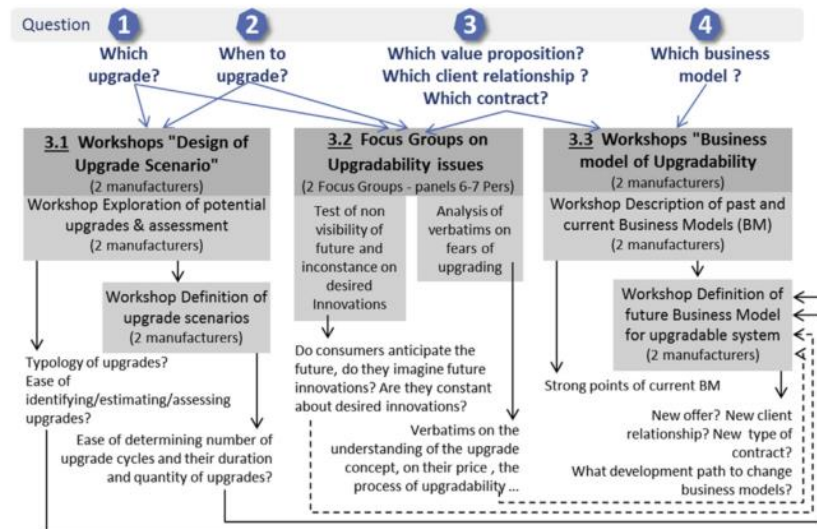 Question
1
2
3
4
Which
upgrade?
When to
upgrade?
Which value proposition?
Which client relationship ?
Which contract?
Which business
model ?
3.1 Workshops "Design of
Upgrade Scenario"
(2 manufacturers)
Workshop Exploration of potential
upgrades & assessment
(2 manufacturers)
Workshop Definition of
upgrade scenarios
(2 manufacturers)
Typology of upgrades?
Ease of
identifying/estimating/assessing
upgrades?
Ease of determining number of
upgrade cycles and their duration
and quantity of upgrades?
3.2 Focus Groups on
Upgradability issues
(2 Focus Groups - panels 6-7 Pers)
Test of non
visibility of
future and
inconstance on
desired
Innovations
Analysis of
verbatims on
fears of
upgrading
Do consumers anticipate the
future, do they imagine future
innovations? Are they constant
about desired innovations?
Verbatims on the
understanding of the upgrade
concept, on their price , the
process of upgradability ...
3.3 Workshops "Business
model of Upgradability
(2 manufacturers)
Workshop Description of past and
current Business Models (BM)
(2 manufacturers)
Workshop Definition of
future Business Model
for upgradable system
(2 manufacturers)
Strong points of current BM
New offer? New client
relationship? New type of
contract?
What development path to change
business models?